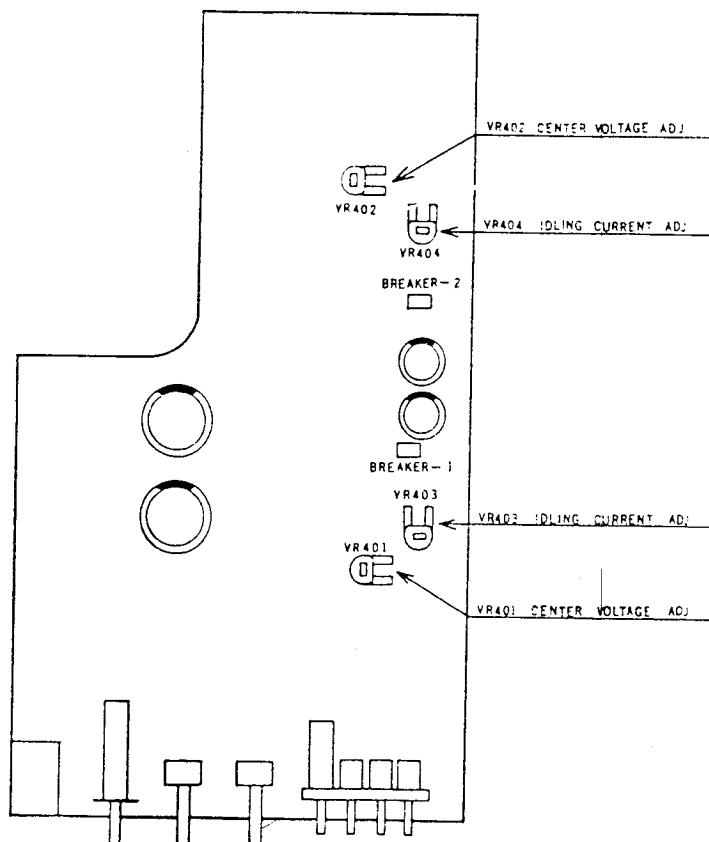 VR402 CENTER VOLTAGE ADJ
VR402
VR404 IDLING CURRENT ADJ
VR404
BREAKER-2
BREAKER-1
VR403
VR403 IDLING CURRENT ADJ
VR401
VR401 CENTER VOLTAGE ADJ